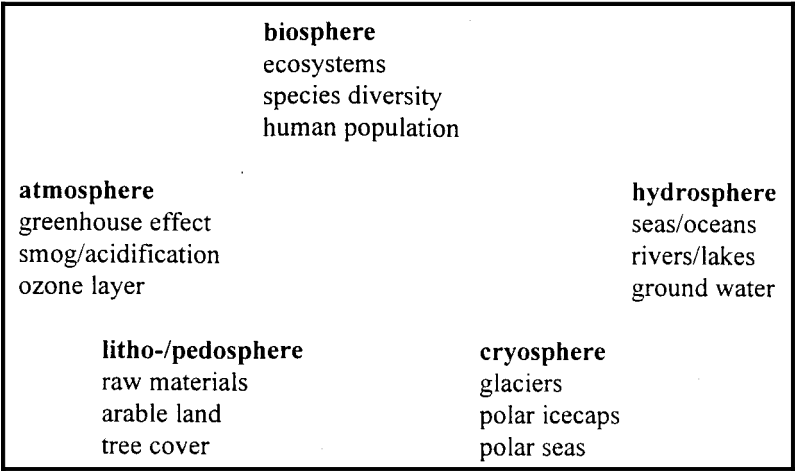 biosphere
ecosystems
species diversity
human population
atmosphere
greenhouse effect
smog/acidification
ozone layer
hydrosphere
seas/oceans
rivers/lakes
ground water
litho-/pedosphere
raw materials
arable land
tree cover
cryosphere
glaciers
polar icecaps
polar seas